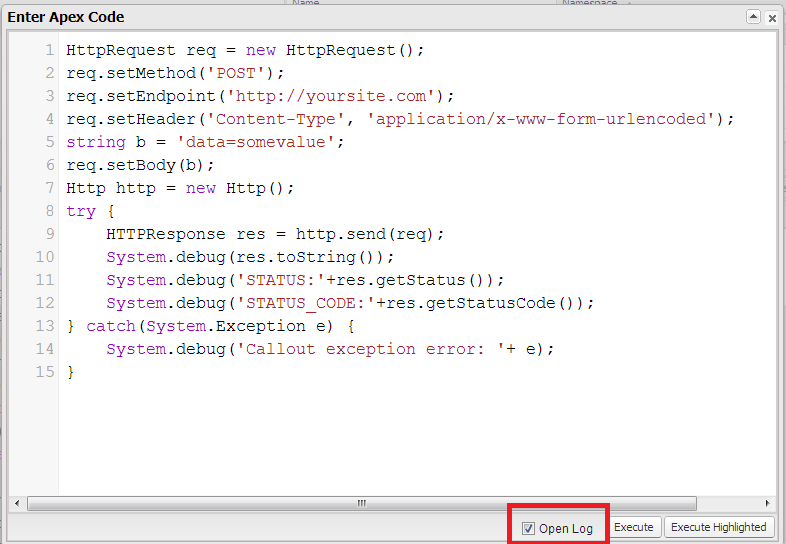 Name
Namespace
Enter Apex Code
1 HttpRequest req = new HttpRequest();
2 req.setMethod('POST');
3 req.setEndpoint('http://yoursite.com');
4 req.setHeader('Content-Type', 'application/x-www-form-urlencoded');
5 string b = 'data=somevalue';
6 req.setBody(b);
7 Http http = new Http();
8 try {
9     HTTPResponse res = http.send(req);
10     System.debug(res.toString());
11     System.debug('STATUS:'+res.getStatus());
12     System.debug('STATUS_CODE:'+res.getStatusCode());
13 } catch(System.Exception e) {
14     System.debug('Callout exception error: '+ e);
15 }
Open Log Execute Execute Highlighted